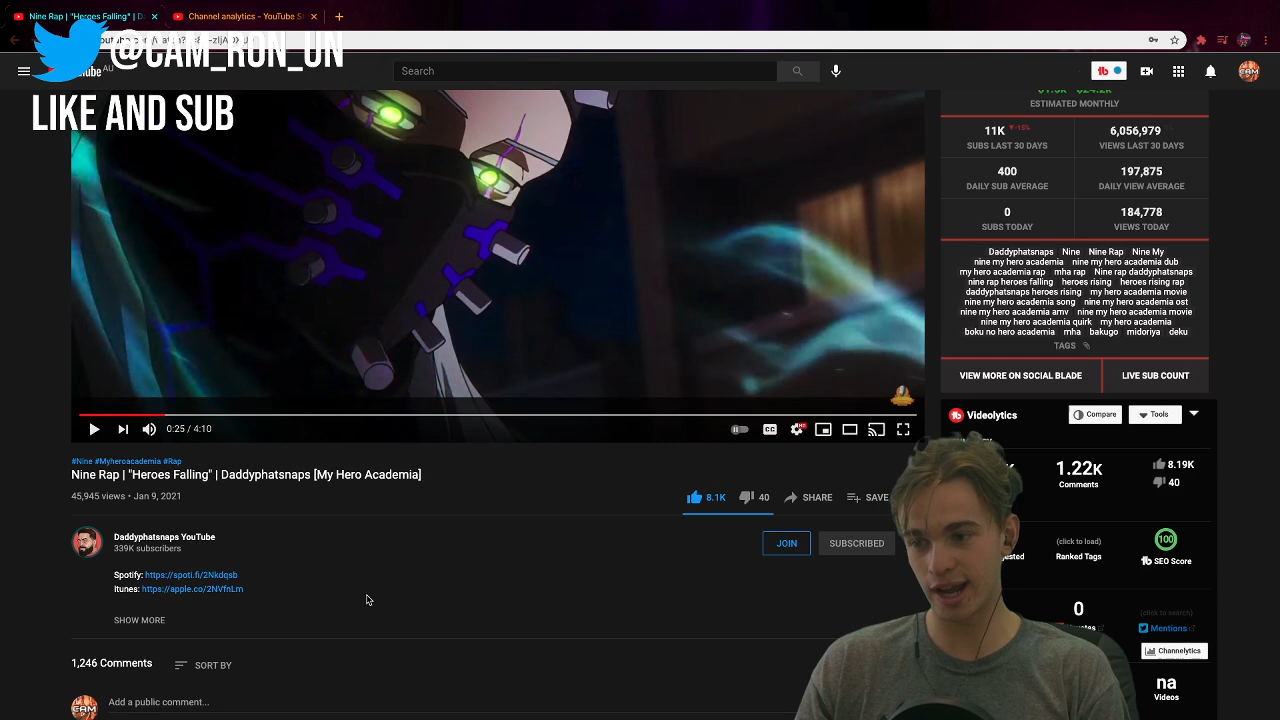 Nine Rap | "Heroes Falling" | Da
Channel analytics - YouTube St
@CAM_RON_UN
LIKE AND SUB
AU
Search
ESTIMATED MONTHLY
11K -15%
SUBS LAST 30 DAYS
6,056,979
VIEWS LAST 30 DAYS
400
DAILY SUB AVERAGE
197,875
DAILY VIEW AVERAGE
0
SUBS TODAY
184,778
VIEWS TODAY
Daddyphatsnaps Nine Nine Rap Nine My
nine my hero academia nine my hero academia dub
my hero academia rap mha rap Nine rap daddyphatsnaps
nine rap heroes falling heroes rising heroes rising rap
daddyphatsnaps heroes rising my hero academia movie
nine my hero academia song nine my hero academia ost
nine my hero academia amv nine my hero academia movie
nine my hero academia quirk my hero academia
boku no hero academia mha bakugo midoriya deku
TAGS
VIEW MORE ON SOCIAL BLADE
LIVE SUB COUNT
Videolytics
Compare
Tools
0:25 / 4:10
CC
HD
#Nine #Myheroacademia #Rap
Nine Rap | "Heroes Falling" | Daddyphatsnaps [My Hero Academia]
45,945 views • Jan 9, 2021
8.1K
40
SHARE
SAVE
1.22K
Comments
8.19K
40
Daddyphatsnaps YouTube
339K subscribers
JOIN
SUBSCRIBED
(click to load)
Ranked Tags
100
tb SEO Score
Spotify: https://spoti.fi/2Nkdqsb
Itunes: https://apple.co/2NVfnLm
SHOW MORE
0
(click to search)
Mentions
Channelytics
na
Videos
1,246 Comments
SORT BY
CAM
Add a public comment...